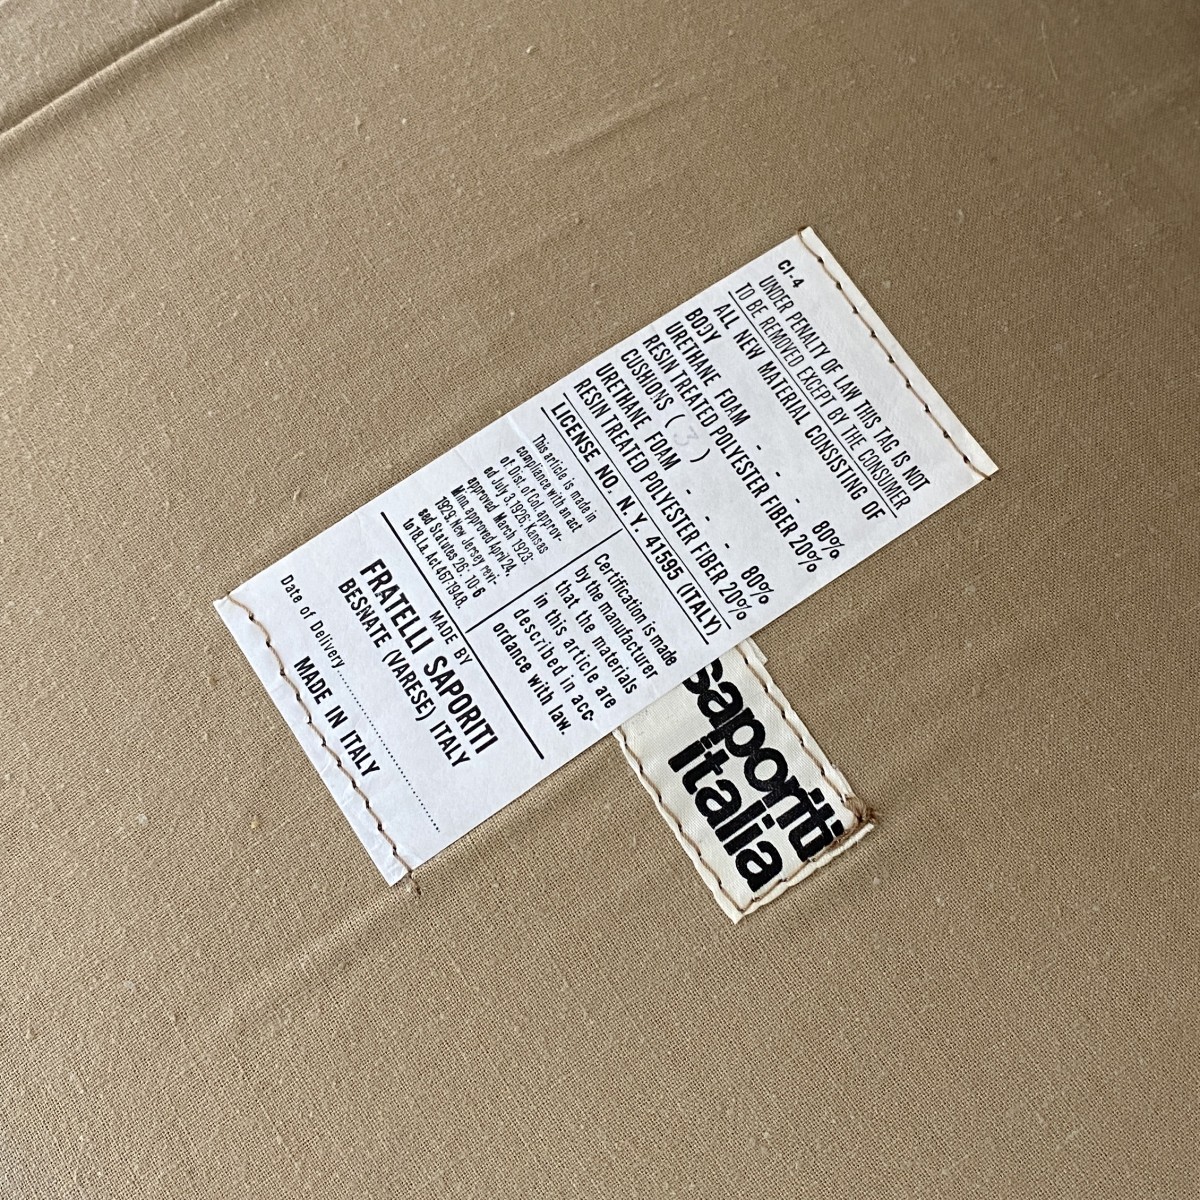 CI-4
UNDER PENALTY OF LAW THIS TAG IS NOT
TO BE REMOVED EXCEPT BY THE CONSUMER
ALL NEW MATERIAL CONSISTING OF
BODY
URETHANE FOAM - - - 80%
RESIN TREATED POLYESTER FIBER 20%
CUSHIONS ( 3 )
URETHANE FOAM - - - 80%
RESIN TREATED POLYESTER FIBER 20%
LICENSE NO. N.Y. 41595 (ITALY)
This article is made in
compliance with an act
of. Dist. of Col. approv-
ed July 3, 1926; Kansas
approved March 1923;
Minn. approved April 24,
1929; New Jersey revi-
sed Statutes 26-10-6
to 18 La. Act 467-1948.
Certification is made
by the manufacturer
that the materials
in this article are
described in acc-
ordance with law.
MADE BY
FRATELLI SAPORITI
BESNATE (VARESE) ITALY
Date of Delivery
MADE IN ITALY
saporiti
italia